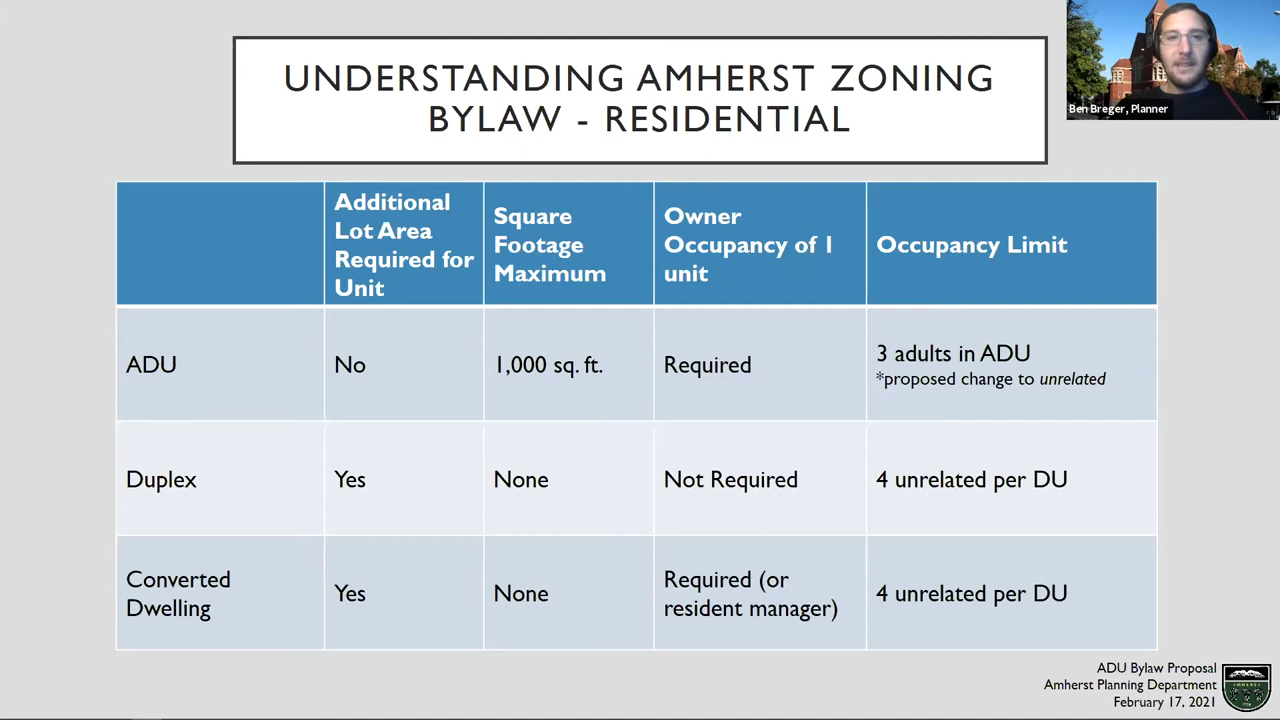 UNDERSTANDING AMHERST ZONING
BYLAW - RESIDENTIAL
Ben Breger, Planner
Additional
Lot Area
Required for
Unit
Square
Footage
Maximum
Owner
Occupancy of 1
unit
Occupancy Limit
ADU
No
1,000 sq. ft.
Required
3 adults in ADU
*proposed change to unrelated
Duplex
Yes
None
Not Required
4 unrelated per DU
Converted
Dwelling
Yes
None
Required (or
resident manager)
4 unrelated per DU
ADU Bylaw Proposal
Amherst Planning Department
February 17, 2021